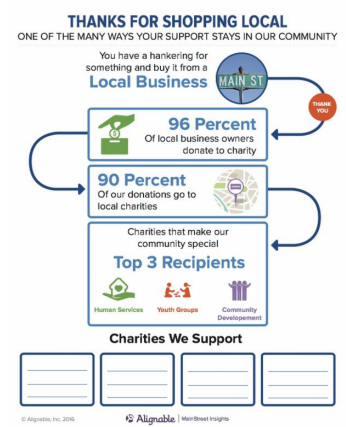 THANKS FOR SHOPPING LOCAL
ONE OF THE MANY WAYS YOUR SUPPORT STAYS IN OUR COMMUNITY
You have a hankering for
something and buy it from a
Local Business
MAIN ST
THANK
YOU
96 Percent
Of local business owners
donate to charity
90 Percent
Of our donations go to
local charities
Charities that make our
community special
Top 3 Recipients
Human Services
Youth Groups
Community
Developement
Charities We Support
© Alignable, Inc. 2016
Alignable | MainStreet Insights